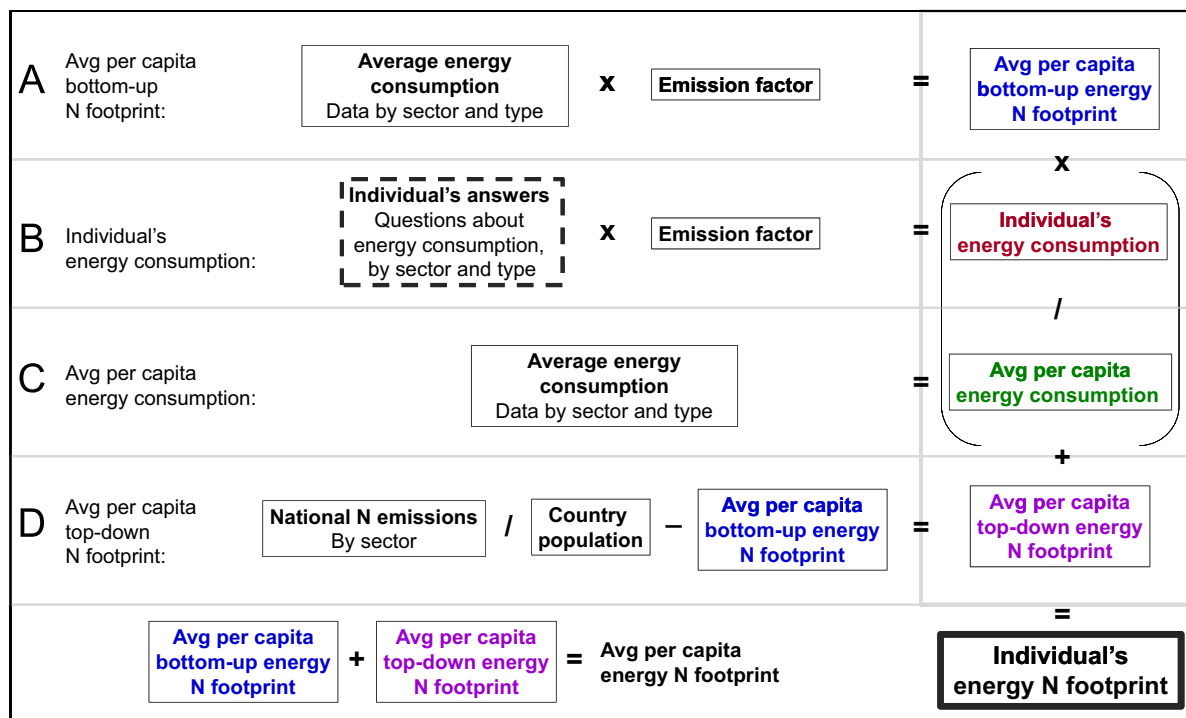 A
Avg per capita
bottom-up
N footprint:
Average energy
consumption
Data by sector and type
x
Emission factor
=
Avg per capita
bottom-up energy
N footprint
x
B
Individual’s
energy consumption:
Individual’s answers
Questions about
energy consumption,
by sector and type
x
Emission factor
=
Individual’s
energy consumption
/
C
Avg per capita
energy consumption:
Average energy
consumption
Data by sector and type
=
Avg per capita
energy consumption
+
D
Avg per capita
top-down
N footprint:
National N emissions
By sector
/
Country
population
–
Avg per capita
bottom-up energy
N footprint
=
Avg per capita
top-down energy
N footprint
=
Avg per capita
bottom-up energy
N footprint
+
Avg per capita
top-down energy
N footprint
=
Avg per capita
energy N footprint
Individual’s
energy N footprint